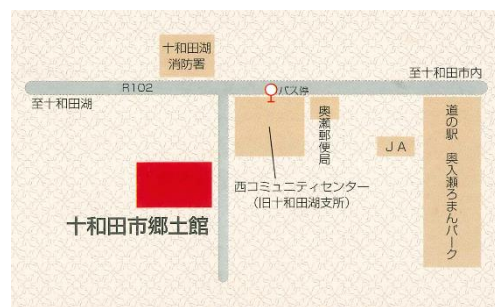 十和田湖
消防署
至十和田市内
R102
バス停
至十和田湖
奥瀬郵便局
道の駅 奥入瀬ろまんパーク
JA
西コミュニティセンター
(旧十和田湖支所)
十和田市郷土館